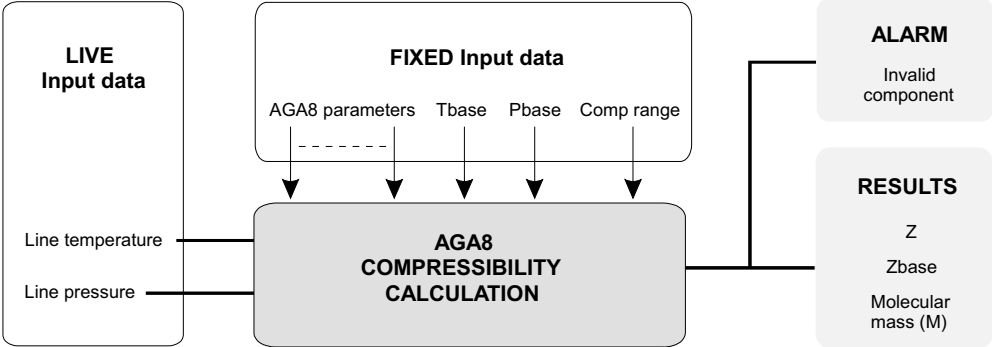 LIVE
Input data
Line temperature
Line pressure
FIXED Input data
AGA8 parameters Tbase Pbase Comp range
AGA8
COMPRESSIBILITY
CALCULATION
ALARM
Invalid
component
RESULTS
Z
Zbase
Molecular
mass (M)